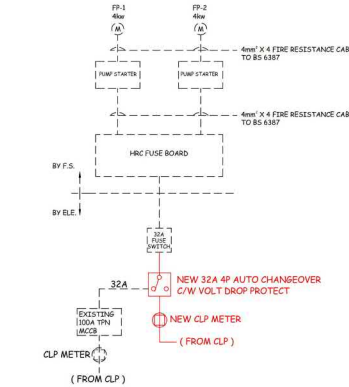 FP-1
4kw
FP-2
4kw
M
M
4mm² X 4 FIRE RESISTANCE CAB
TO BS 6387
PUMP STARTER
PUMP STARTER
4mm² X 4 FIRE RESISTANCE CAB
TO BS 6387
HRC FUSE BOARD
BY F.S.
BY ELE.
32A
FUSE
SWITCH
32A
NEW 32A 4P AUTO CHANGEOVER
C/W VOLT DROP PROTECT
EXISTING
100A TPN
MCCB
NEW CLP METER
( FROM CLP )
CLP METER
( FROM CLP )